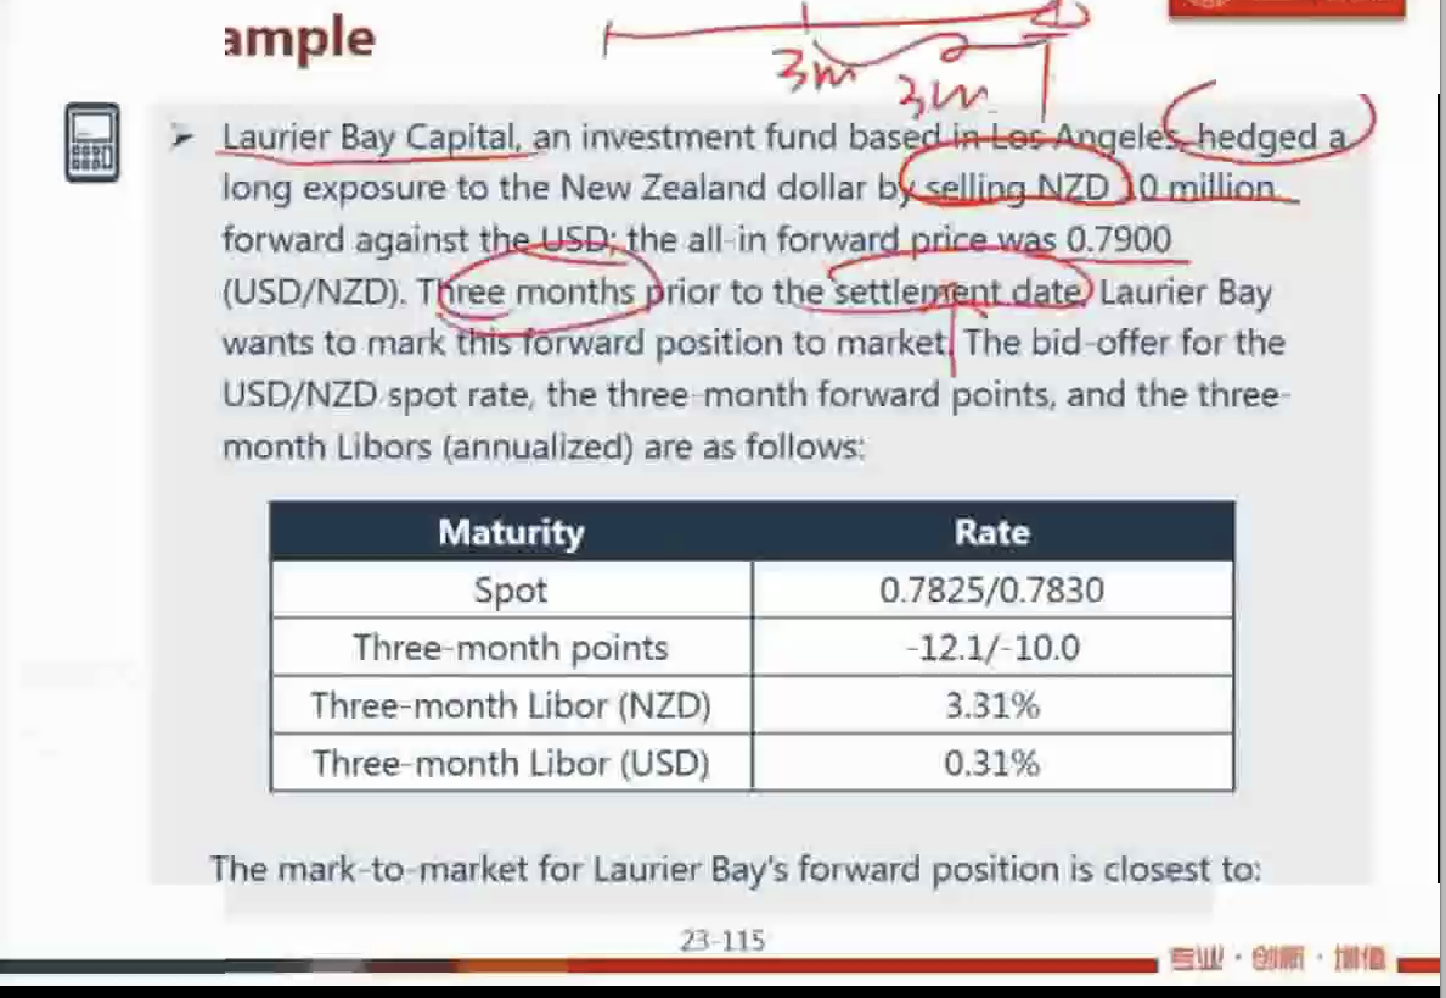 ample
3m
3m
➤ Laurier Bay Capital, an investment fund based in Los Angeles, hedged a
long exposure to the New Zealand dollar by selling NZD 10 million
forward against the USD; the all-in forward price was 0.7900
(USD/NZD). Three months prior to the settlement date, Laurier Bay
wants to mark this forward position to market. The bid-offer for the
USD/NZD spot rate, the three-month forward points, and the three-
month Libors (annualized) are as follows:
Maturity Rate
Spot 0.7825/0.7830
Three-month points -12.1/-10.0
Three-month Libor (NZD) 3.31%
Three-month Libor (USD) 0.31%
The mark-to-market for Laurier Bay's forward position is closest to:
23-115
专业 · 创新 · 增值